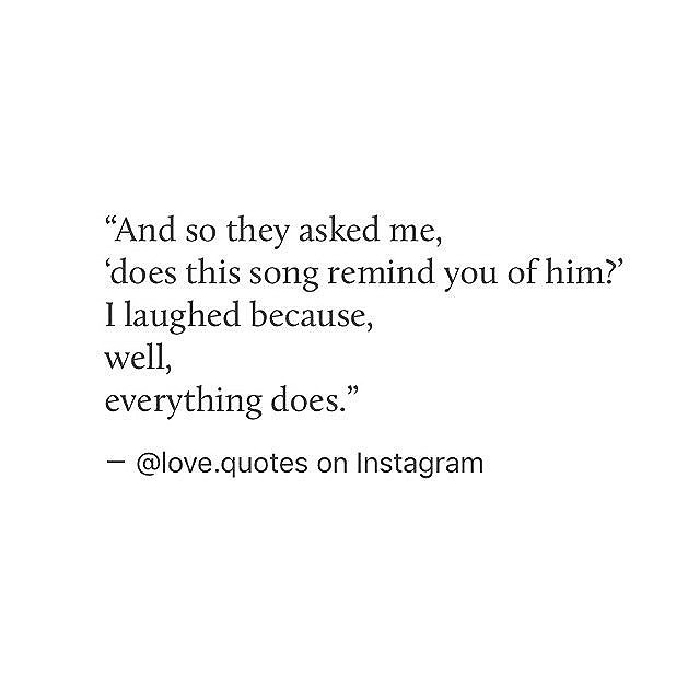 “And so they asked me,
‘does this song remind you of him?’
I laughed because,
well,
everything does.”
— @love.quotes on Instagram